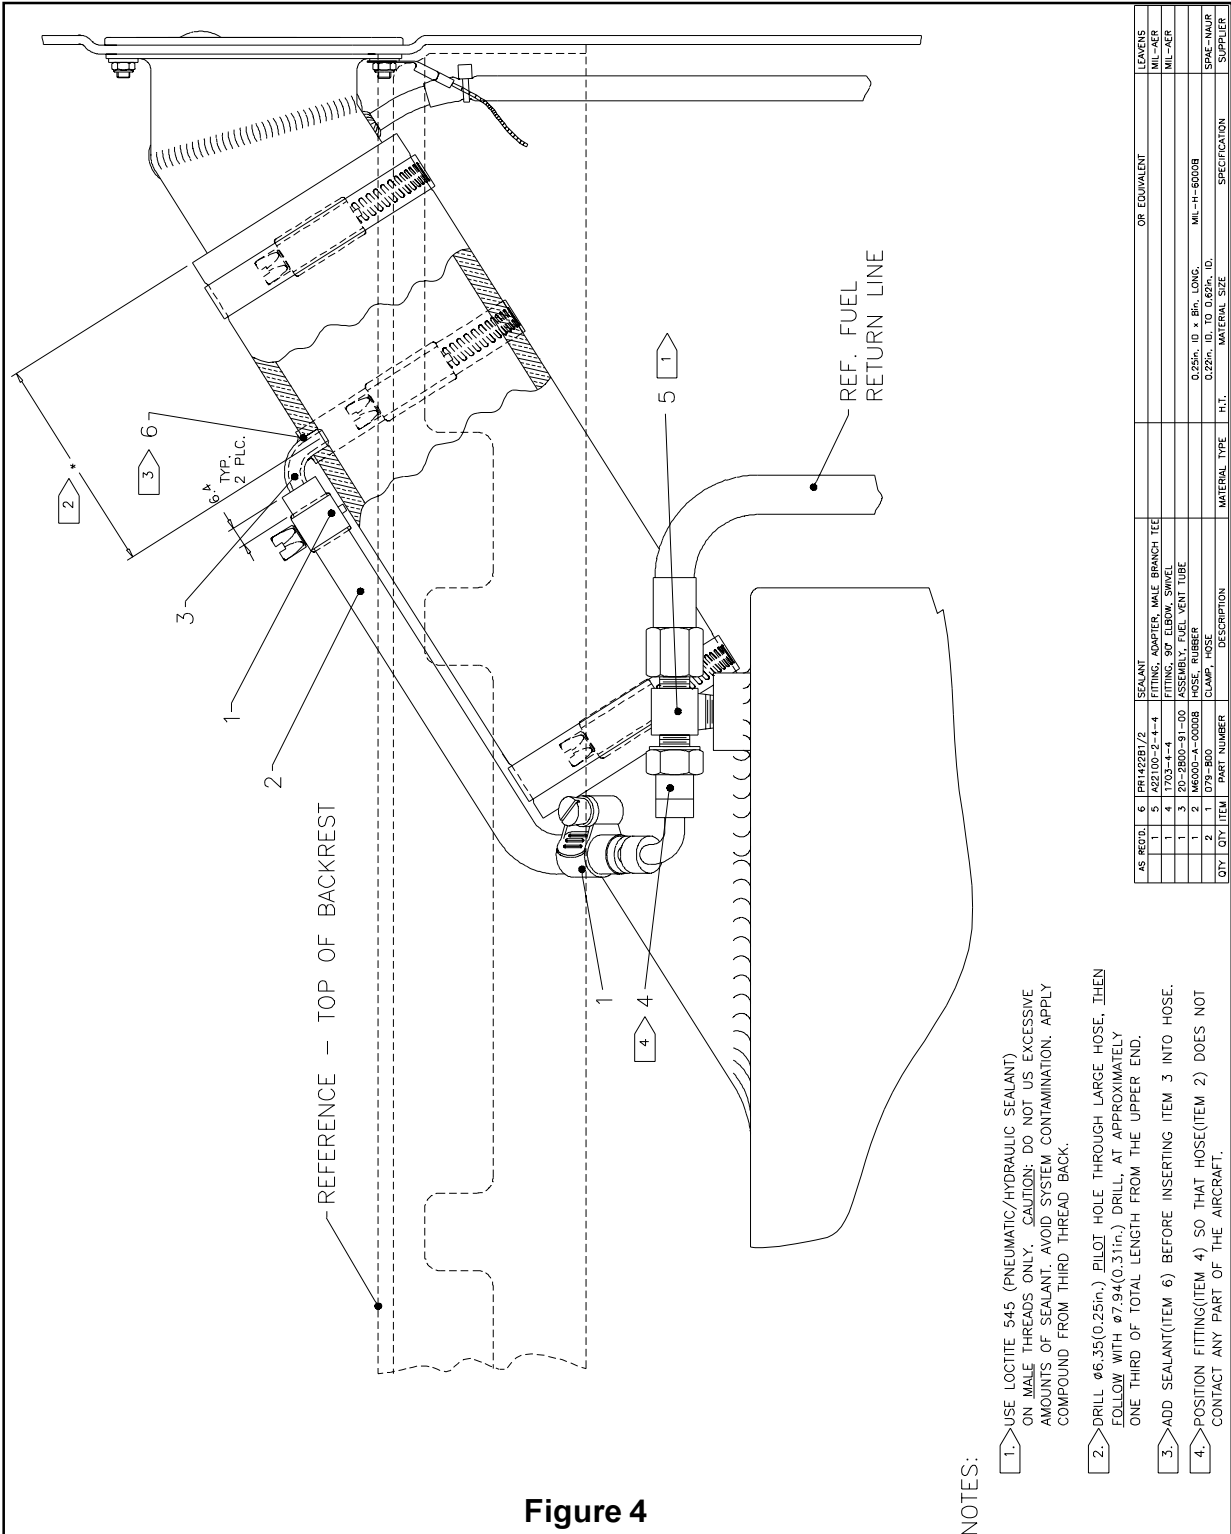 REFERENCE - TOP OF BACKREST
2
1
3
6.4 TYP.
2 PLC.
2
*
3
6
5
1
REF. FUEL
RETURN LINE
1
4
4
NOTES:
1. USE LOCTITE 545 (PNEUMATIC/HYDRAULIC SEALANT)
ON MALE THREADS ONLY. CAUTION: DO NOT US EXCESSIVE
AMOUNTS OF SEALANT. AVOID SYSTEM CONTAMINATION. APPLY
COMPOUND FROM THIRD THREAD BACK.
2. DRILL ø6.35(0.25in.) PILOT HOLE THROUGH LARGE HOSE, THEN
FOLLOW WITH ø7.94(0.31in.) DRILL, AT APPROXIMATELY
ONE THIRD OF TOTAL LENGTH FROM THE UPPER END.
3. ADD SEALANT(ITEM 6) BEFORE INSERTING ITEM 3 INTO HOSE.
4. POSITION FITTING(ITEM 4) SO THAT HOSE(ITEM 2) DOES NOT
CONTACT ANY PART OF THE AIRCRAFT.
AS REQ'D. 6 PR1422B1/2 SEALANT OR EQUIVALENT LEAVENS
1 5 A22100-2-4-4 FITTING, ADAPTER, MALE BRANCH TEE MIL-AER
1 4 1703-4-4 FITTING, 90° ELBOW, SWIVEL MIL-AER
1 3 20-2800-91-00 ASSEMBLY, FUEL VENT TUBE
1 2 M6000-A-0000B HOSE, RUBBER 0.25in. ID x 8in. LONG. MIL-H-6000B
2 1 D79-800 CLAMP, HOSE 0.22in. ID. TO 0.62in. ID. SPAE-NAUR
QTY QTY ITEM PART NUMBER DESCRIPTION MATERIAL TYPE H.T. MATERIAL SIZE SPECIFICATION SUPPLIER
Figure 4